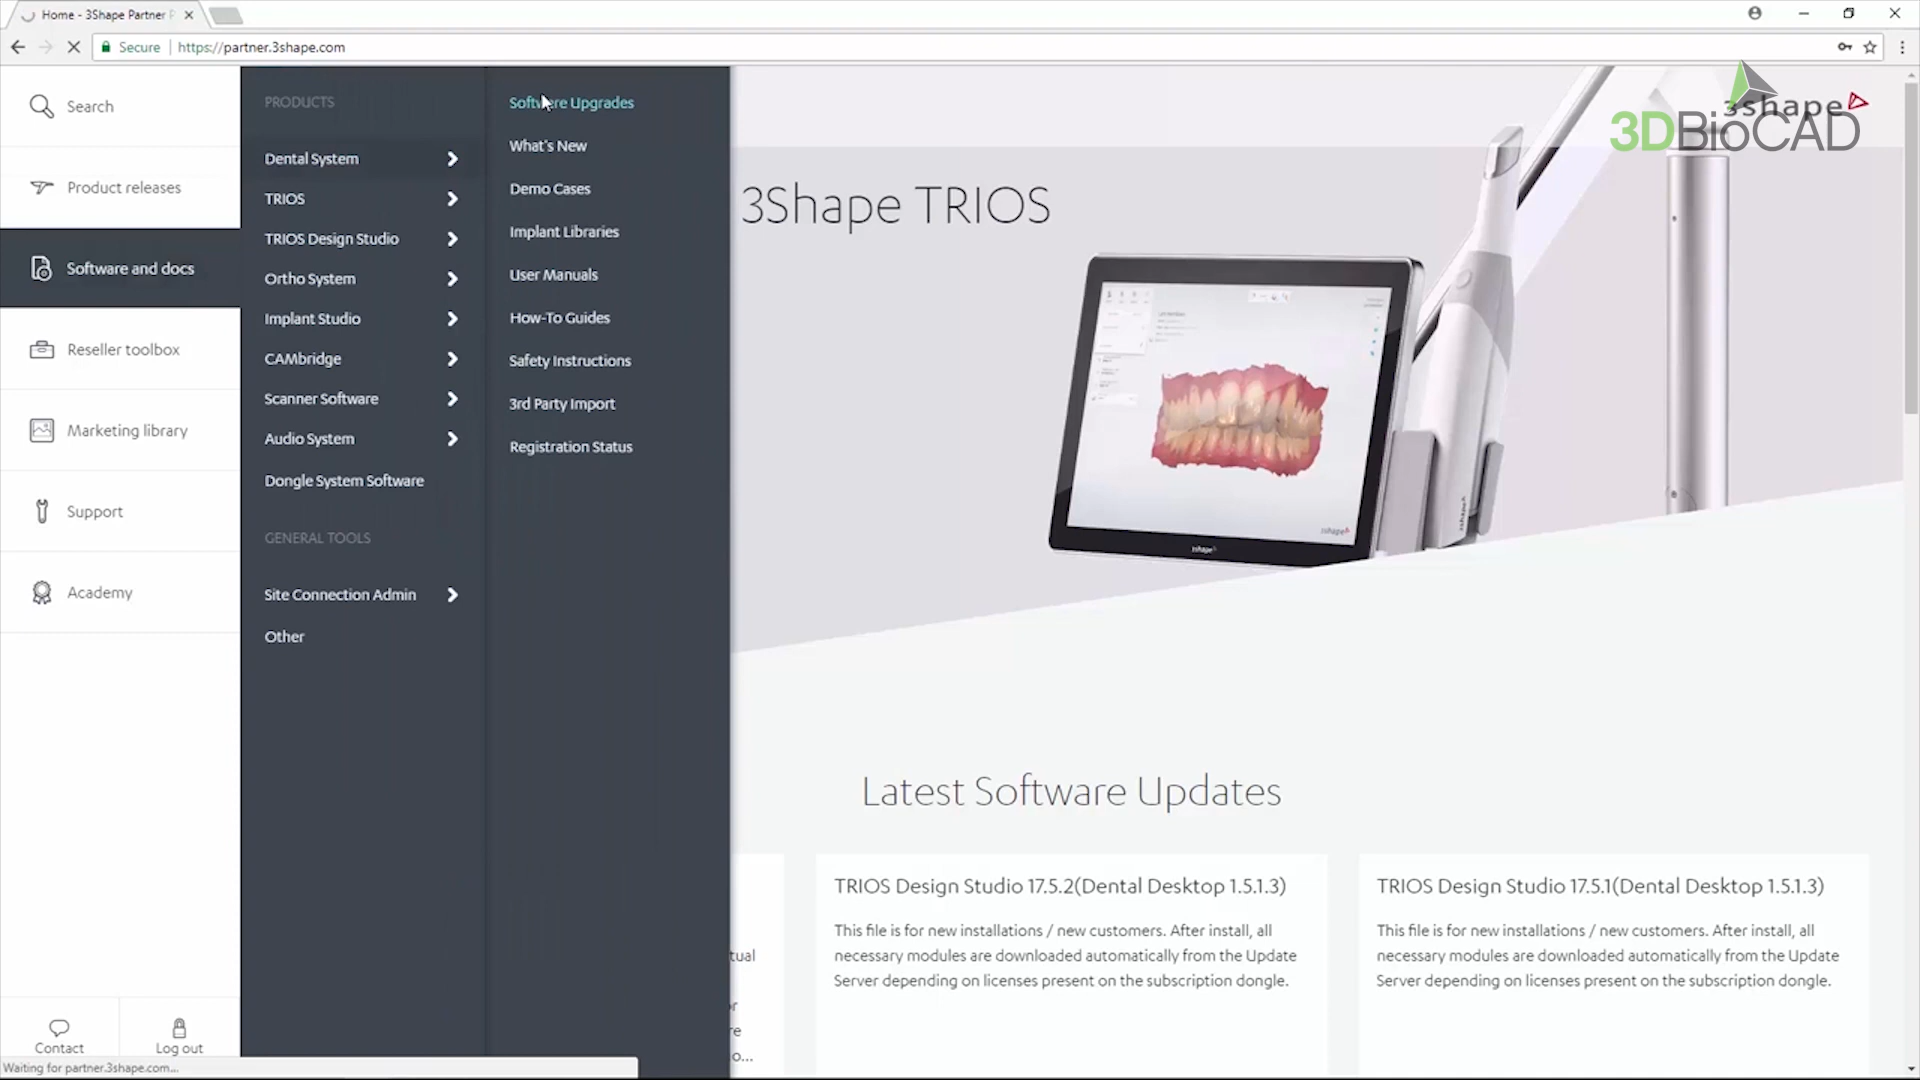 Home - 3Shape Partner P
Secure
https://partner.3shape.com
Search
Product releases
Software and docs
Reseller toolbox
Marketing library
Support
Academy
Contact
Log out
Waiting for partner.3shape.com...
PRODUCTS
Dental System
TRIOS
TRIOS Design Studio
Ortho System
Implant Studio
CAMbridge
Scanner Software
Audio System
Dongle System Software
GENERAL TOOLS
Site Connection Admin
Other
Software Upgrades
What's New
Demo Cases
Implant Libraries
User Manuals
How-To Guides
Safety Instructions
3rd Party Import
Registration Status
3shape
3DBioCAD
3Shape TRIOS
3shape
3shape
3shape
Latest Software Updates
tual
or
re
o...
TRIOS Design Studio 17.5.2(Dental Desktop 1.5.1.3)
This file is for new installations / new customers. After install, all
necessary modules are downloaded automatically from the Update
Server depending on licenses present on the subscription dongle.
TRIOS Design Studio 17.5.1(Dental Desktop 1.5.1.3)
This file is for new installations / new customers. After install, all
necessary modules are downloaded automatically from the Update
Server depending on licenses present on the subscription dongle.